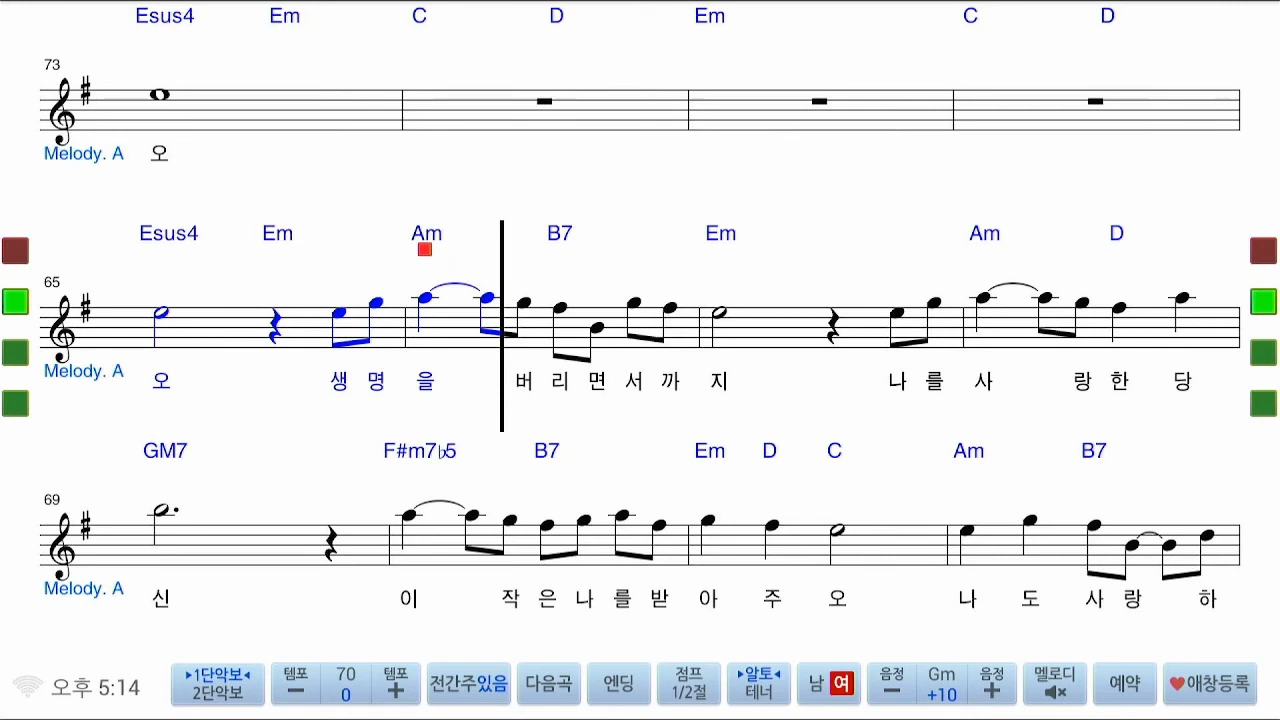 Esus4 Em C D Em C D
73
Melody. A 오
Esus4 Em Am B7 Em Am D
65
Melody. A 오 생 명 을 버 리 면 서 까 지 나 를 사 랑 한 당
GM7 F#m7♭5 B7 Em D C Am B7
69
Melody. A 신 이 작 은 나 를 받 아 주 오 나 도 사 랑 하
오후 5:14 ▶1단악보◀ 2단악보 템포 − 70 0 템포 + 전간주있음 다음곡 엔딩 점프 1/2절 ▶알토◀ 테너 남 여 음정 − Gm +10 음정 + 멜로디 예약 ♥애창등록